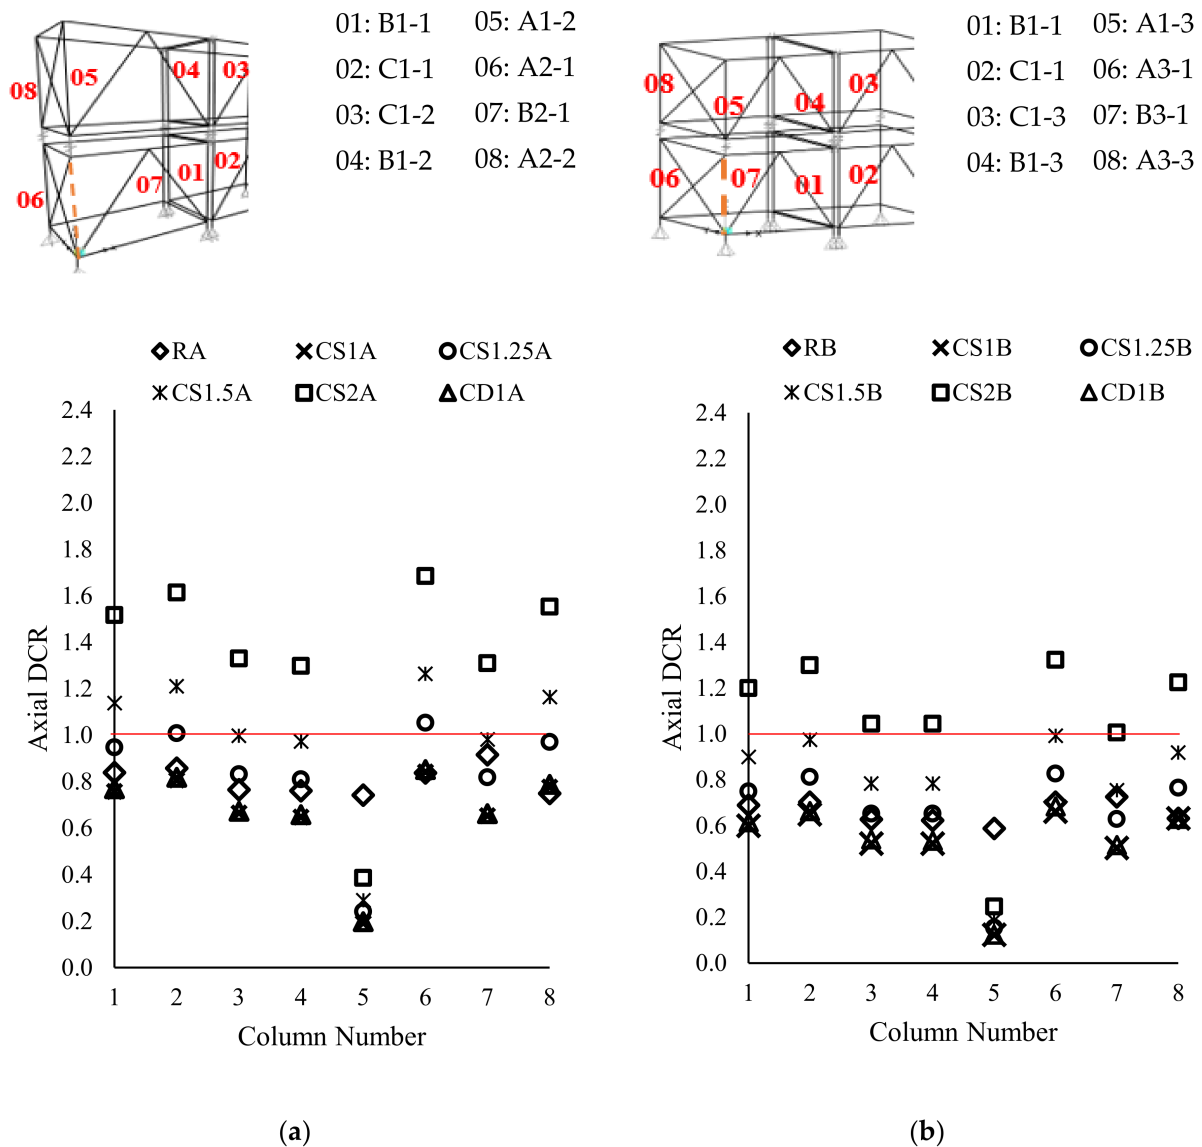 01: B1-1 05: A1-2
02: C1-1 06: A2-1
03: C1-2 07: B2-1
04: B1-2 08: A2-2
05 04 03
08
06 07 01 02
01: B1-1 05: A1-3
02: C1-1 06: A3-1
03: C1-3 07: B3-1
04: B1-3 08: A3-3
08 05 04 03
06 07 01 02
RA CS1A CS1.25A
CS1.5A CS2A CD1A
2.4
2.2
2.0
1.8
1.6
1.4
1.2
1.0
0.8
0.6
0.4
0.2
0.0
Axial DCR
1 2 3 4 5 6 7 8
Column Number
(a)
RB CS1B CS1.25B
CS1.5B CS2B CD1B
2.4
2.2
2.0
1.8
1.6
1.4
1.2
1.0
0.8
0.6
0.4
0.2
0.0
Axial DCR
1 2 3 4 5 6 7 8
Column Number
(b)